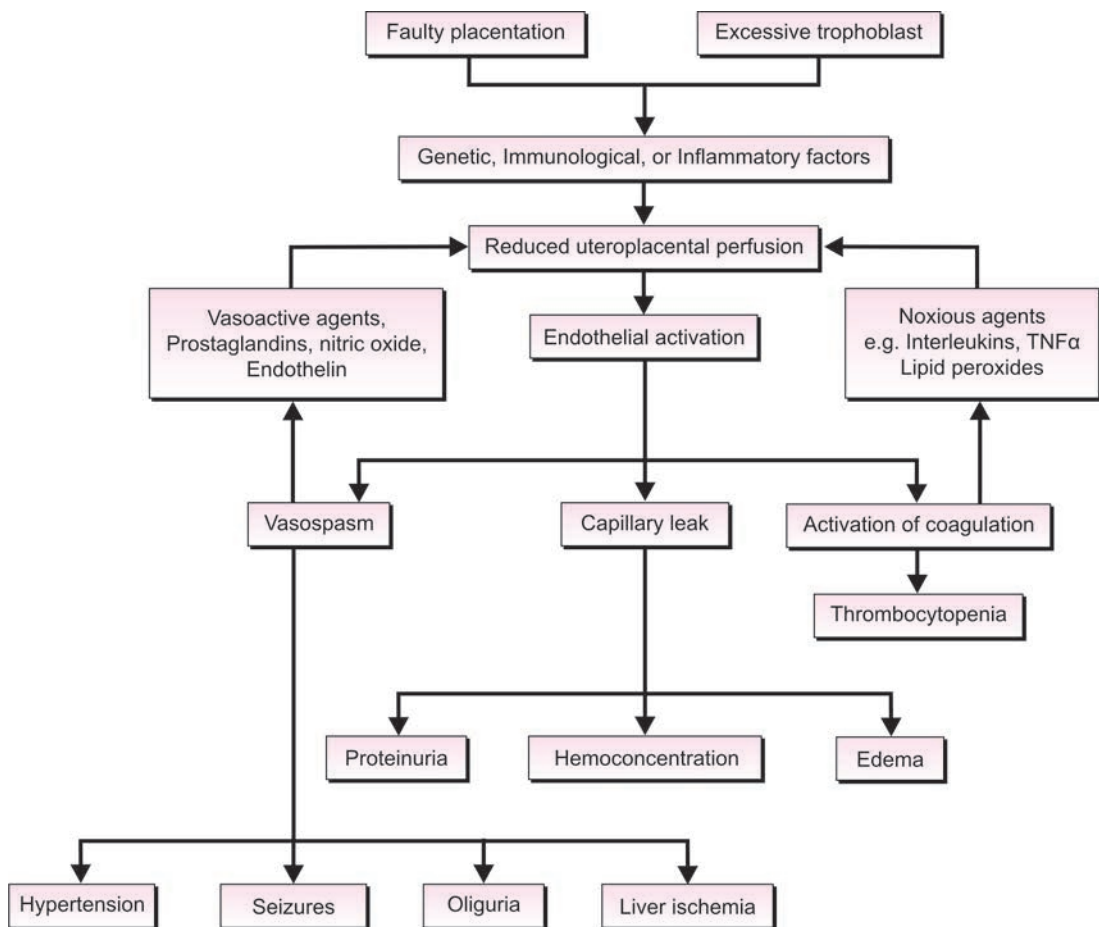 Faulty placentation
Excessive trophoblast
Genetic, Immunological, or Inflammatory factors
Reduced uteroplacental perfusion
Vasoactive agents,
Prostaglandins, nitric oxide,
Endothelin
Endothelial activation
Noxious agents
e.g. Interleukins, TNFα
Lipid peroxides
Vasospasm
Capillary leak
Activation of coagulation
Thrombocytopenia
Proteinuria
Hemoconcentration
Edema
Hypertension
Seizures
Oliguria
Liver ischemia